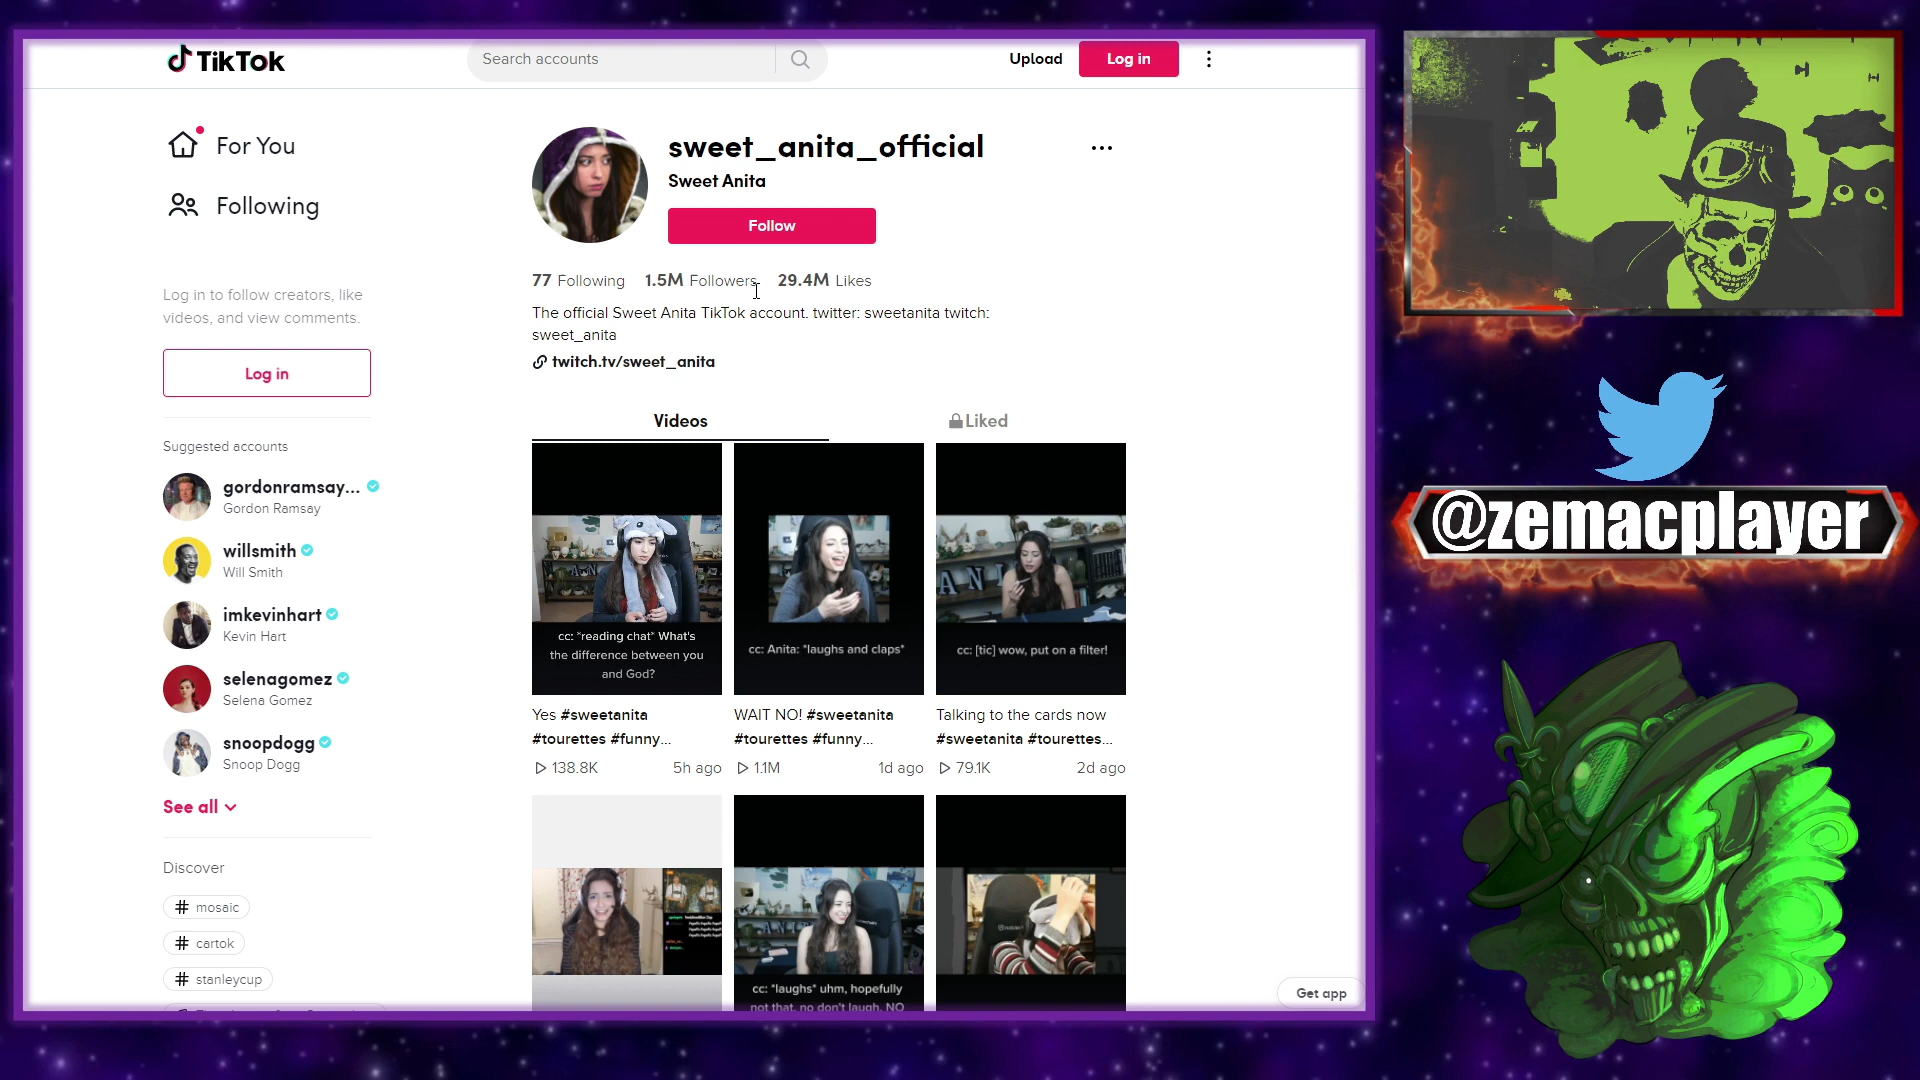 TikTok
Search accounts
Upload
Log in
For You
Following
Log in to follow creators, like
videos, and view comments.
Log in
Suggested accounts
gordonramsay...
Gordon Ramsay
willsmith
Will Smith
imkevinhart
Kevin Hart
selenagomez
Selena Gomez
snoopdogg
Snoop Dogg
See all
Discover
# mosaic
# cartok
# stanleycup
sweet_anita_official
Sweet Anita
Follow
77 Following 1.5M Followers 29.4M Likes
The official Sweet Anita TikTok account. twitter: sweetanita twitch:
sweet_anita
twitch.tv/sweet_anita
Videos
Liked
cc: *reading chat* What's
the difference between you
and God?
Yes #sweetanita
#tourettes #funny...
138.8K 5h ago
cc: Anita: *laughs and claps*
WAIT NO! #sweetanita
#tourettes #funny...
1.1M 1d ago
cc: [tic] wow, put on a filter!
Talking to the cards now
#sweetanita #tourettes...
79.1K 2d ago
cc: *laughs* uhm, hopefully
not that, no don't laugh, NO
Get app
@zemacplayer